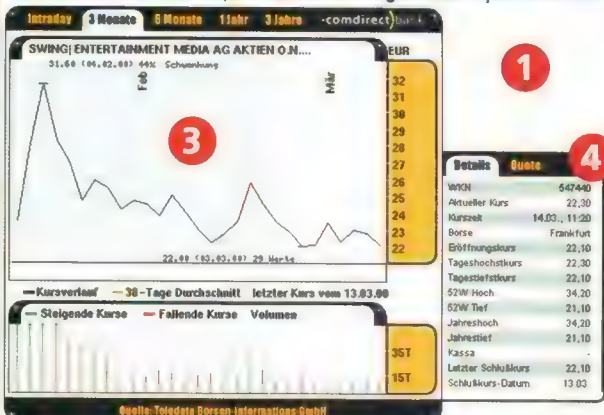 Intraday 3 Monate 6 Monate 1 Jahr 3 Jahre ·comdirect) bank
SWING! ENTERTAINMENT MEDIA AG AKTIEN O.N.... EUR
31.60 (04.02.00) 44% Schwankung
Feb
Mär
32
31
30
29
28
27
26
25
24
23
22
22.00 (03.03.00) 29 Werte
Kursverlauf 38-Tage Durchschnitt letzter Kurs vom 13.03.00
Steigende Kurse Fallende Kurse Volumen
35T
15T
Quelle: Teledata Börsen-Informations GmbH
1
3
4
Details Quote
WKN 547440
Aktueller Kurs 22,30
Kurszeit 14.03., 11:20
Börse Frankfurt
Eröffnungskurs 22,10
Tageshöchstkurs 22,30
Tagestiefstkurs 22,10
52W Hoch 34,20
52W Tief 21,10
Jahreshoch 34,20
Jahrestief 21,10
Kassa -
Letzter Schlußkurs 22,10
Schlußkurs-Datum 13.03